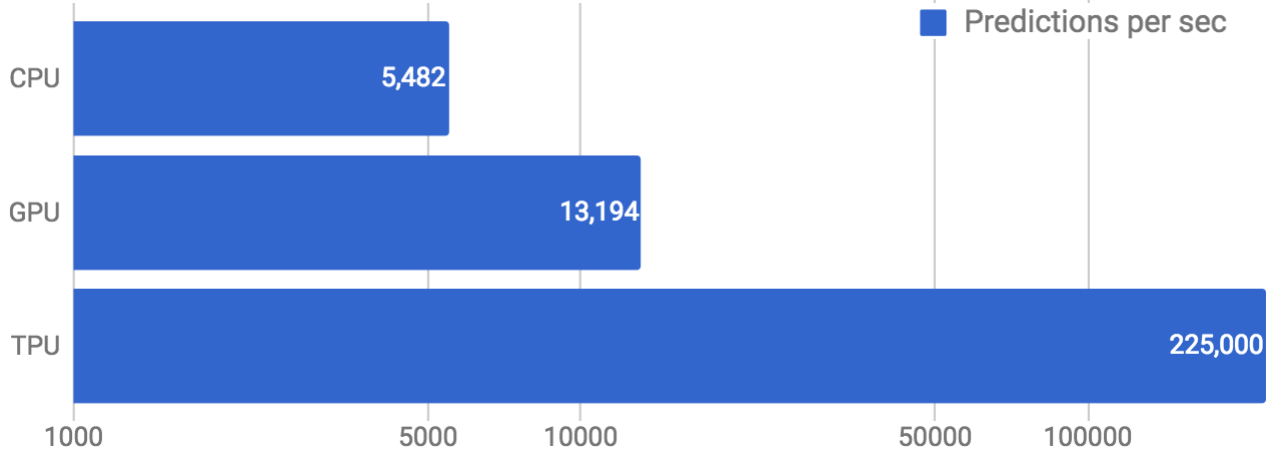 Predictions per sec
CPU 5,482
GPU 13,194
TPU 225,000
1000 5000 10000 50000 100000